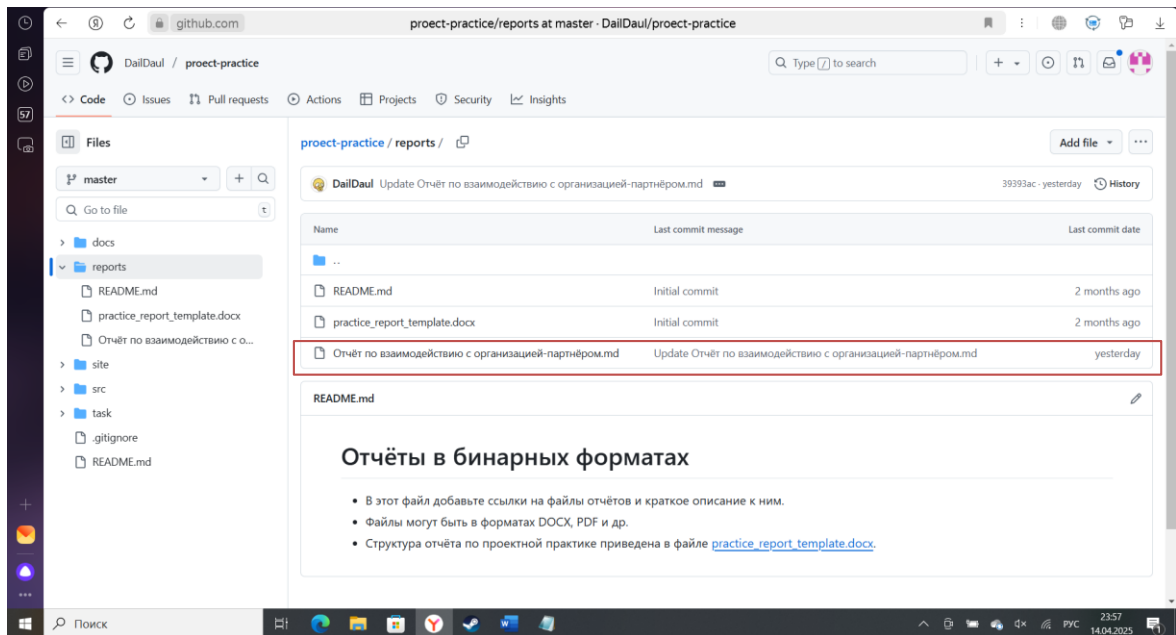 github.com
proect-practice/reports at master · DailDaul/proect-practice
DailDaul / proect-practice
Type / to search
Code Issues Pull requests Actions Projects Security Insights
57
Files
proect-practice / reports /
Add file
master
DailDaul Update Отчёт по взаимодействию с организацией-партнёром.md
39393ac · yesterday History
Go to file t
Name Last commit message Last commit date
docs
..
reports
README.md
README.md Initial commit 2 months ago
practice_report_template.docx
practice_report_template.docx Initial commit 2 months ago
Отчёт по взаимодействию с о...
Отчёт по взаимодействию с организацией-партнёром.md Update Отчёт по взаимодействию с организацией-партнёром.md yesterday
site
src
task
.gitignore
README.md
README.md
Отчёты в бинарных форматах
• В этот файл добавьте ссылки на файлы отчётов и краткое описание к ним.
• Файлы могут быть в форматах DOCX, PDF и др.
• Структура отчёта по проектной практике приведена в файле practice_report_template.docx.
Поиск
РУС
23:57
14.04.2025